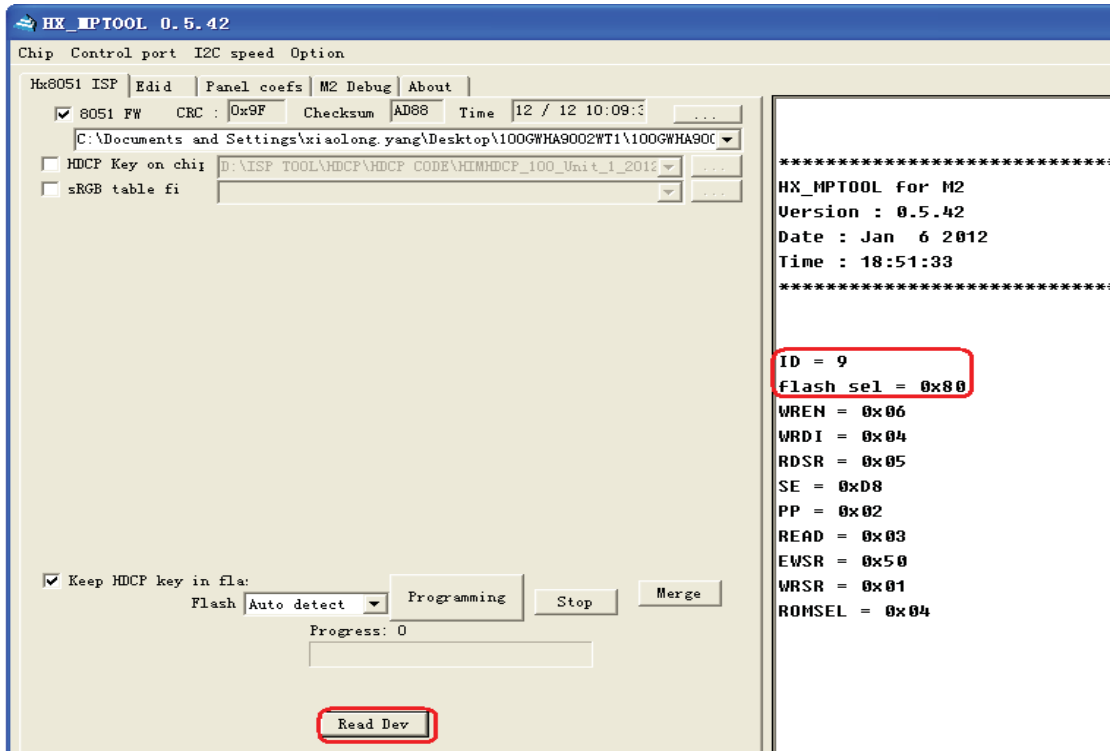 HX_MPTOOL 0.5.42
Chip Control port I2C speed Option
Hx8051 ISP Edid Panel coefs M2 Debug About
8051 FW CRC : 0x9F Checksum AD88 Time 12 / 12 10:09:3 ...
C:\Documents and Settings\xiaolong.yang\Desktop\100GWHA9002WT1\100GWHA900
HDCP Key on chip D:\ISP TOOL\HDCP\HDCP CODE\HIMHDCP_100_Unit_1_2012 ...
sRGB table fi ...
Keep HDCP key in fla:
Flash Auto detect Programming Stop Merge
Progress: 0
Read Dev
*****************************
HX_MPTOOL for M2
Version : 0.5.42
Date : Jan 6 2012
Time : 18:51:33
*****************************
ID = 9
flash sel = 0x80
WREN = 0x06
WRDI = 0x04
RDSR = 0x05
SE = 0xD8
PP = 0x02
READ = 0x03
EWSR = 0x50
WRSR = 0x01
ROMSEL = 0x04